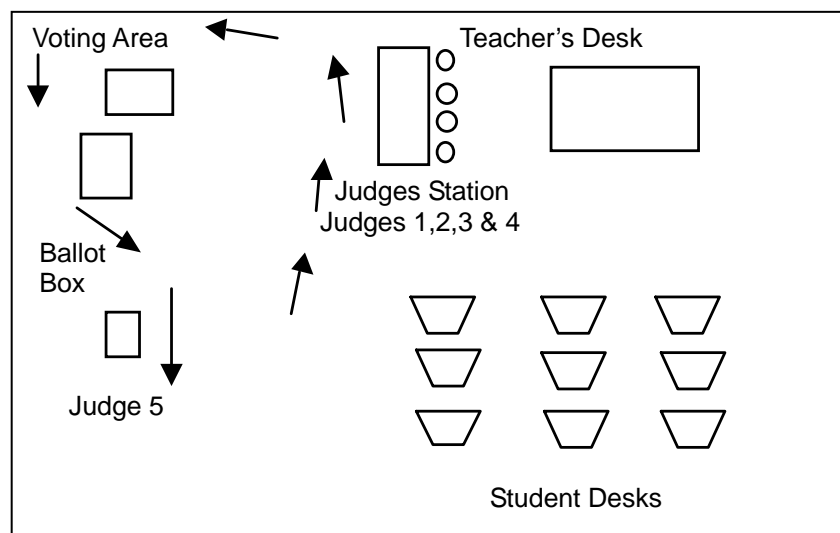 Voting Area
Teacher's Desk
Judges Station
Judges 1,2,3 & 4
Ballot
Box
Judge 5
Student Desks